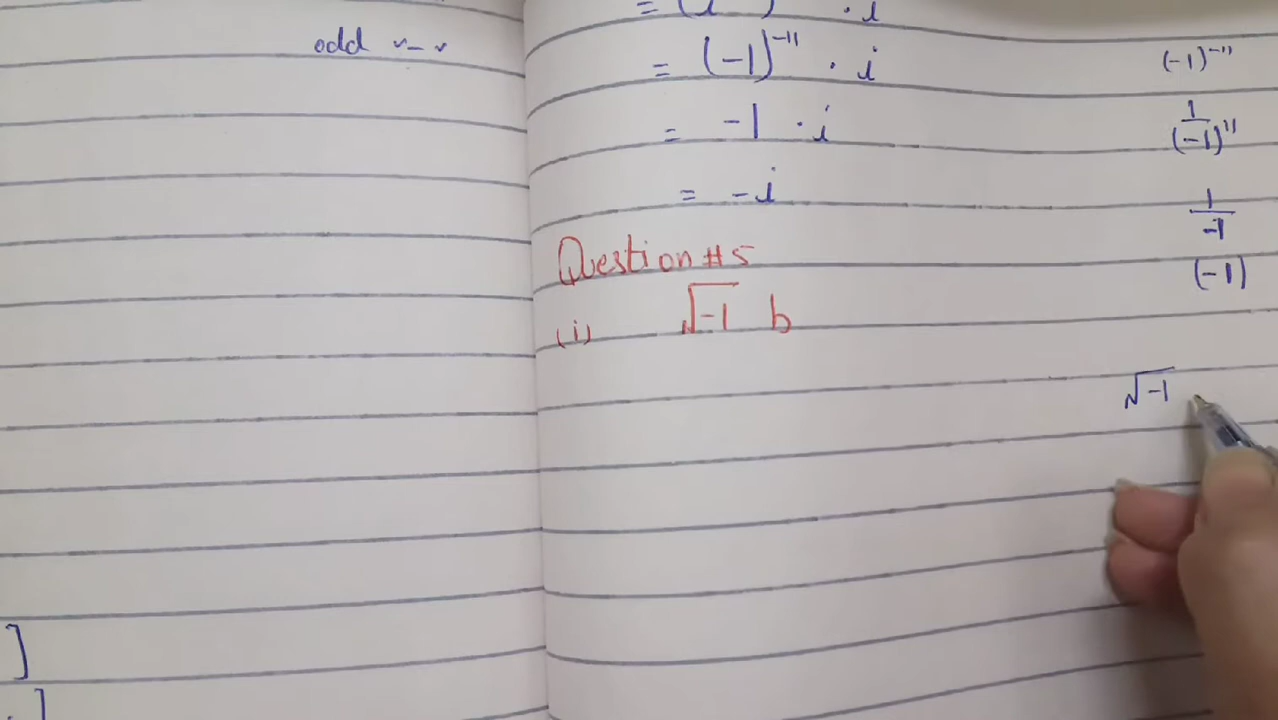 odd
]
]
= (i ) · i
= (-1)⁻¹¹ · i
= -1 · i
= -i
Question #5
(i) √-1 b
(-1)⁻¹¹
1/(-1)¹¹
1/-1
(-1)
√-1